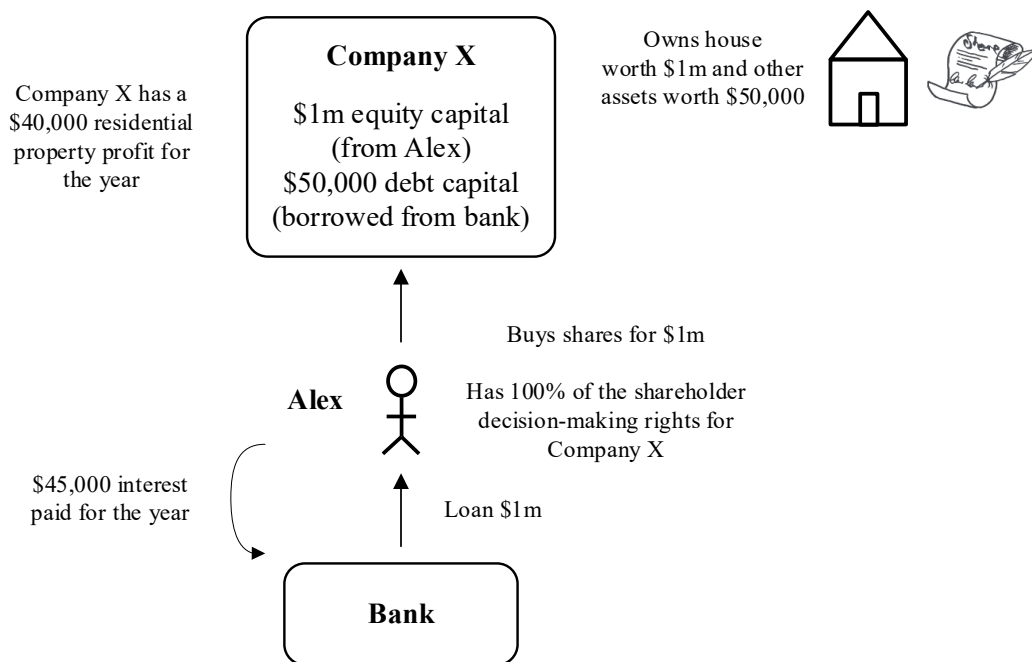 Company X
$1m equity capital
(from Alex)
$50,000 debt capital
(borrowed from bank)
Owns house
worth $1m and other
assets worth $50,000
Share
Company X has a
$40,000 residential
property profit for
the year
Buys shares for $1m
Alex
Has 100% of the shareholder
decision-making rights for
Company X
$45,000 interest
paid for the year
Loan $1m
Bank